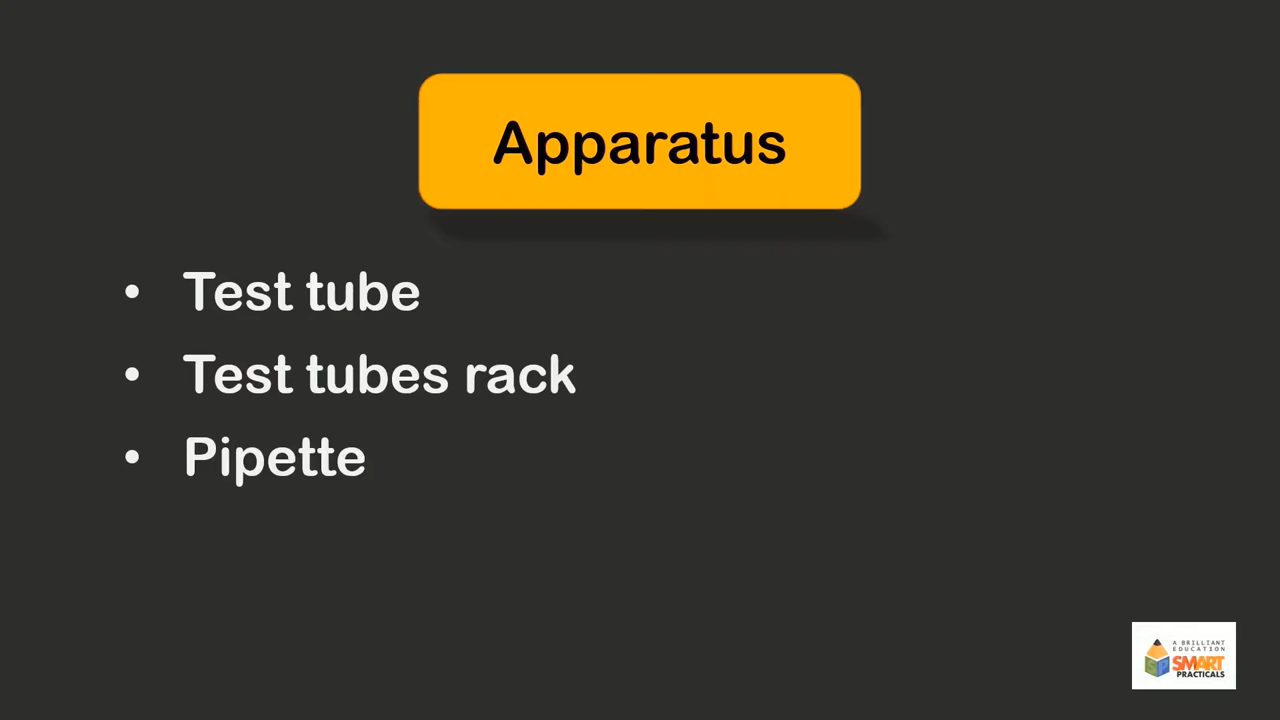 Apparatus
• Test tube
• Test tubes rack
• Pipette
A BRILLIANT
EDUCATION
SMART
PRACTICALS